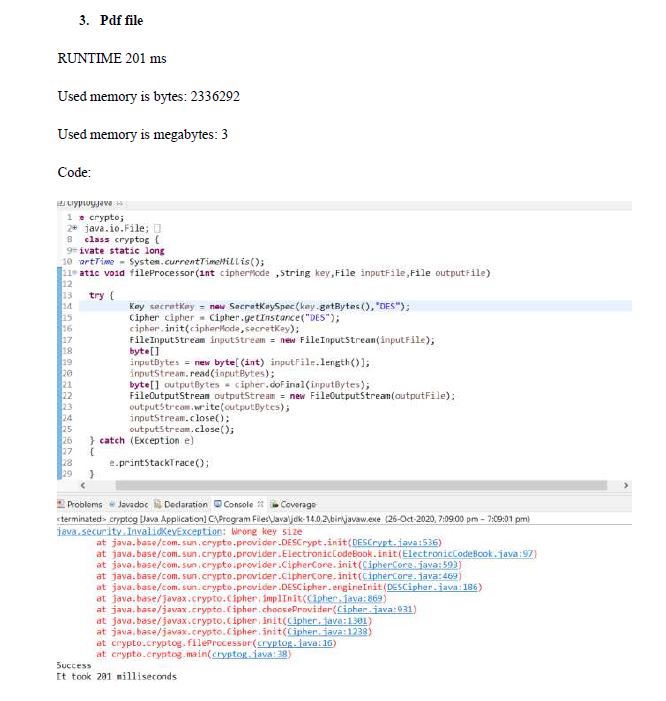 3. Pdf file
RUNTIME 201 ms
Used memory is bytes: 2336292
Used memory is megabytes: 3
Code:
1 e crypto;
2 java.io.File;
8 class cryptog {
9 ivate static long
10 artTime = System.currentTimeMillis();
11 atic void fileProcessor(int cipherMode ,String key,File inputFile,File outputFile)
12
13 try {
14 Key secretKey = new SecretKeySpec(key.getBytes(),"DES");
15 Cipher cipher = Cipher.getInstance("DES");
16 cipher.init(cipherMode,secretKey);
17 FileInputStream inputStream = new FileInputStream(inputFile);
18 byte[]
19 inputBytes = new byte[(int) inputFile.length()];
20 inputStream.read(inputBytes);
21 byte[] outputBytes = cipher.doFinal(inputBytes);
22 FileOutputStream outputStream = new FileOutputStream(outputFile);
23 outputStream.write(outputBytes);
24 inputStream.close();
25 outputStream.close();
26 } catch (Exception e)
27 {
28 e.printStackTrace();
29 }
Problems Javadoc Declaration Console Coverage
<terminated> cryptog [Java Application] C:\Program Files\Java\jdk-14.0.2\bin\javaw.exe (26-Oct-2020, 7:09:00 pm – 7:09:01 pm)
java.security.InvalidKeyException: Wrong key size
at java.base/com.sun.crypto.provider.DESCrypt.init(DESCrypt.java:536)
at java.base/com.sun.crypto.provider.ElectronicCodeBook.init(ElectronicCodeBook.java:97)
at java.base/com.sun.crypto.provider.CipherCore.init(CipherCore.java:593)
at java.base/com.sun.crypto.provider.CipherCore.init(CipherCore.java:469)
at java.base/com.sun.crypto.provider.DESCipher.engineInit(DESCipher.java:186)
at java.base/javax.crypto.Cipher.implInit(Cipher.java:869)
at java.base/javax.crypto.Cipher.chooseProvider(Cipher.java:931)
at java.base/javax.crypto.Cipher.init(Cipher.java:1301)
at java.base/javax.crypto.Cipher.init(Cipher.java:1238)
at crypto.cryptog.fileProcessor(cryptog.java:16)
at crypto.cryptog.main(cryptog.java:38)
Success
It took 201 milliseconds